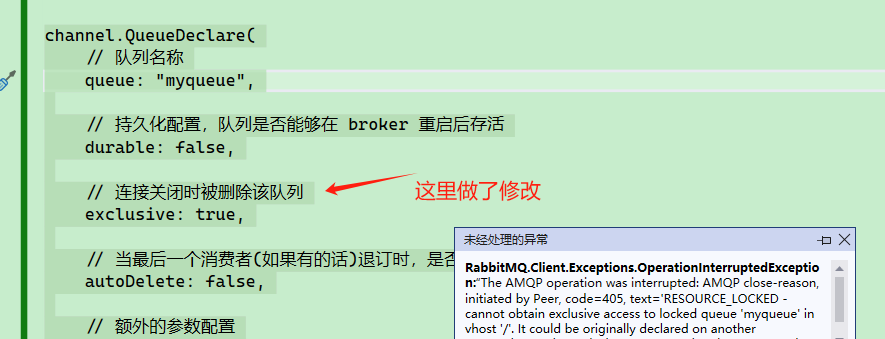 channel.QueueDeclare(
// 队列名称
queue: "myqueue",
// 持久化配置，队列是否能够在 broker 重启后存活
durable: false,
// 连接关闭时被删除该队列
这里做了修改
exclusive: true,
未经处理的异常
// 当最后一个消费者(如果有的话)退订时，是否
autoDelete: false,
// 额外的参数配置
RabbitMQ.Client.Exceptions.OperationInterruptedExceptio
n:“The AMQP operation was interrupted: AMQP close-reason,
initiated by Peer, code=405, text='RESOURCE_LOCKED -
cannot obtain exclusive access to locked queue 'myqueue' in
vhost '/'. It could be originally declared on another